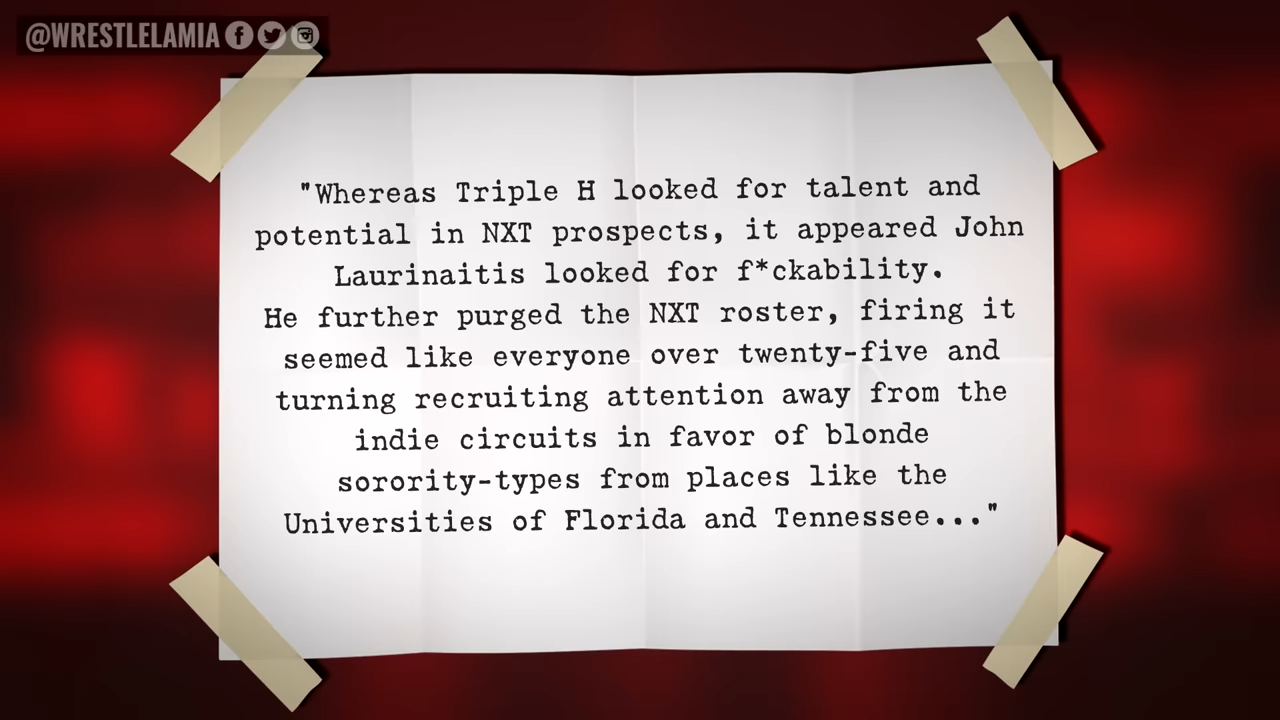 @WRESTLELAMIA
"Whereas Triple H looked for talent and
potential in NXT prospects, it appeared John
Laurinaitis looked for f*ckability.
He further purged the NXT roster, firing it
seemed like everyone over twenty-five and
turning recruiting attention away from the
indie circuits in favor of blonde
sorority-types from places like the
Universities of Florida and Tennessee..."